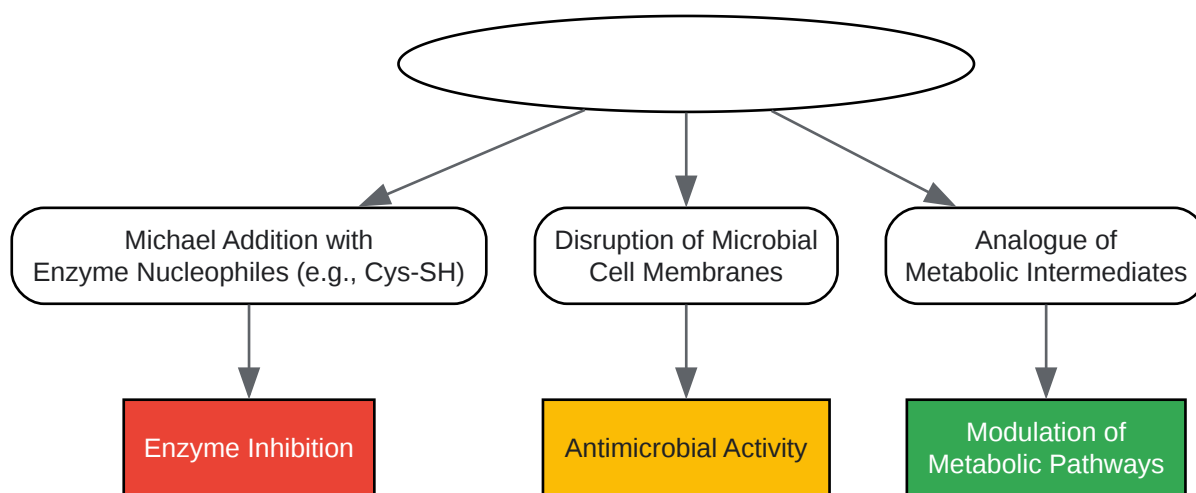 Michael Addition with
Enzyme Nucleophiles (e.g., Cys-SH)
Disruption of Microbial
Cell Membranes
Analogue of
Metabolic Intermediates
Enzyme Inhibition
Antimicrobial Activity
Modulation of
Metabolic Pathways